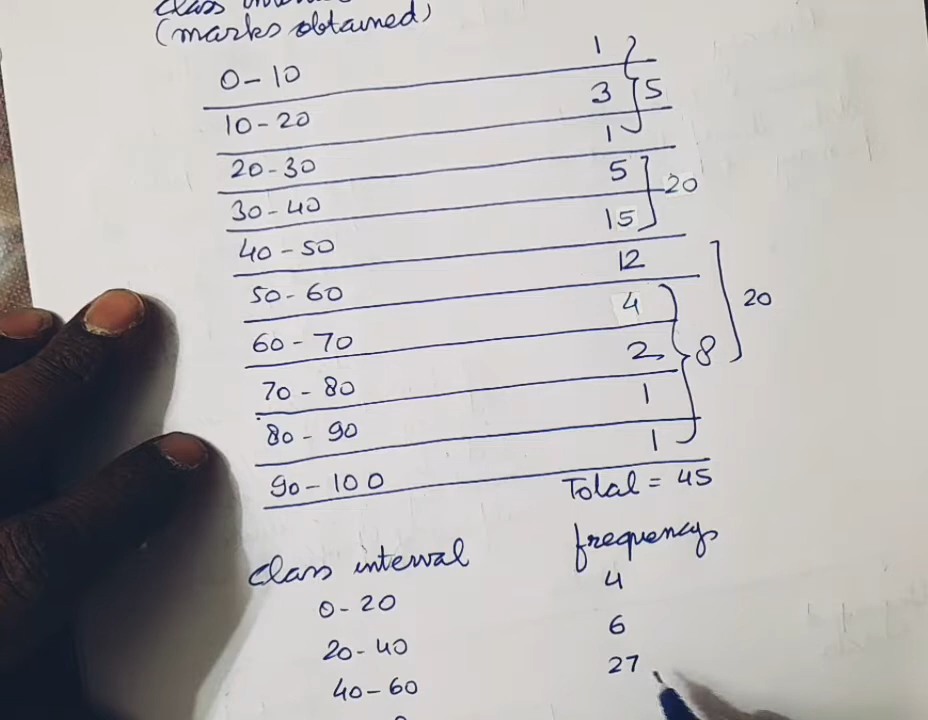 class
(marks obtained)
0-10 1
10-20 3 5
20-30 1
30-40 5 20
40-50 15
50-60 12
60-70 4 20
70-80 2 8
80-90 1
90-100 1
Total = 45
class interval frequency
0-20 4
20-40 6
40-60 27